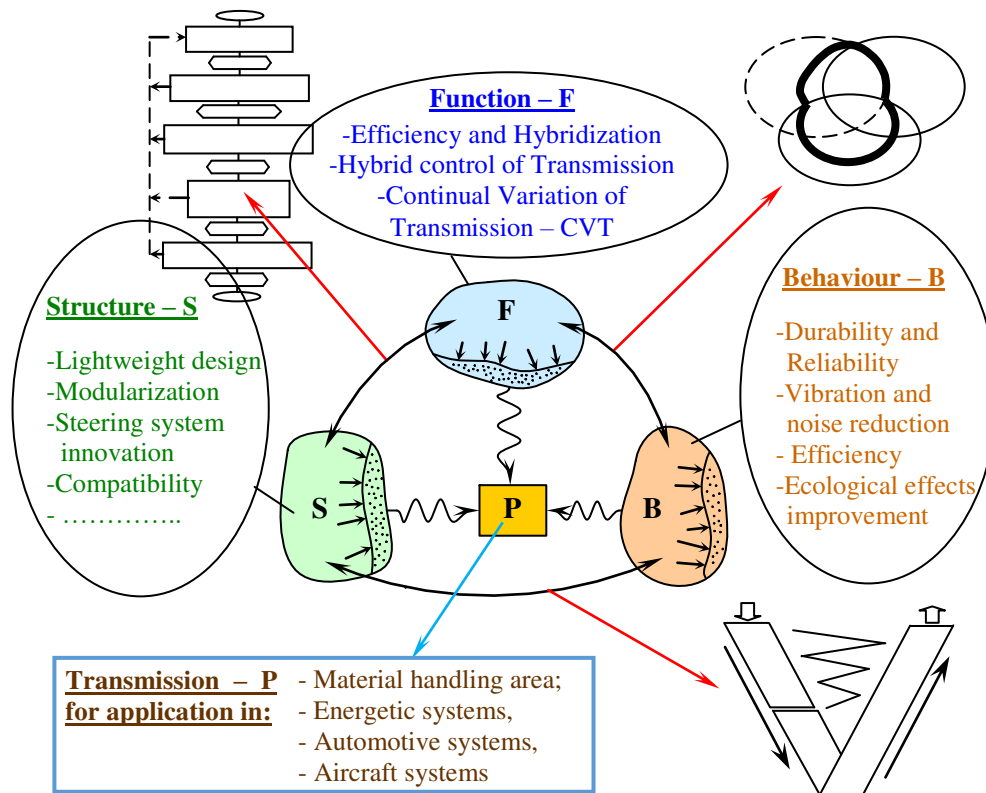 Function – F
-Efficiency and Hybridization
-Hybrid control of Transmission
-Continual Variation of
Transmission – CVT
Structure – S
-Lightweight design
-Modularization
-Steering system
innovation
-Compatibility
- …………..
Behaviour – B
-Durability and
Reliability
-Vibration and
noise reduction
- Efficiency
-Ecological effects
improvement
F
S
P
B
Transmission – P
for application in:
- Material handling area;
- Energetic systems,
- Automotive systems,
- Aircraft systems